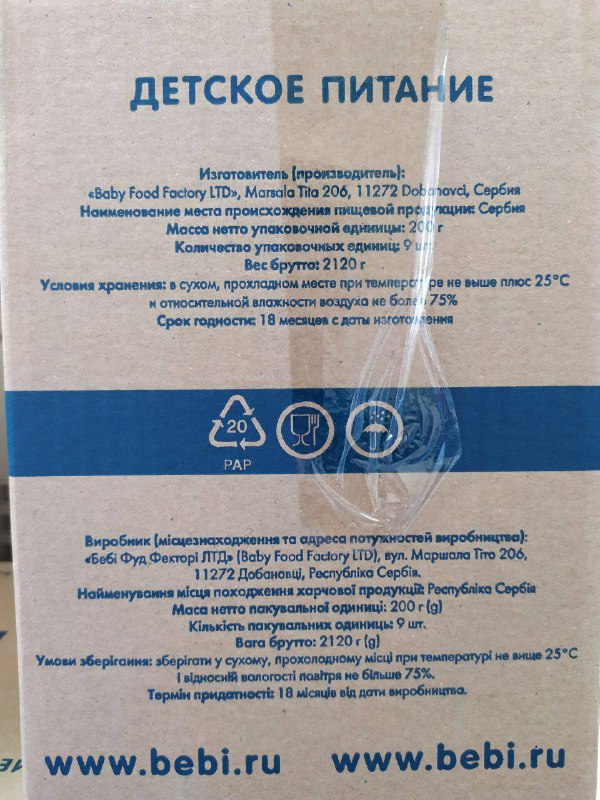 ДЕТСКОЕ ПИТАНИЕ
Изготовитель (производитель):
«Baby Food Factory LTD», Marsala Tita 206, 11272 Dobanovci, Сербия
Наименование места происхождения пищевой продукции: Сербия
Масса нетто упаковочной единицы: 200 г
Количество упаковочных единиц: 9 шт.
Вес брутто: 2120 г
Условия хранения: в сухом, прохладном месте при температуре не выше плюс 25°C
и относительной влажности воздуха не более 75%
Срок годности: 18 месяцев с даты изготовления
20
PAP
Виробник (місцезнаходження та адреса потужностей виробництва):
«Бебі Фуд Фекторі ЛТД» (Baby Food Factory LTD), вул. Маршала Тіто 206,
11272 Добановці, Республіка Сербія.
Найменування місця походження харчової продукції: Республіка Сербія
Маса нетто пакувальної одиниці: 200 г (g)
Кількість пакувальних одиниць: 9 шт.
Вага брутто: 2120 г (g)
Умови зберігання: зберігати у сухому, прохолодному місці при температурі не вище 25°C
і відносній вологості повітря не більше 75%.
Термін придатності: 18 місяців від дати виробництва.
www.bebi.ru www.bebi.ru